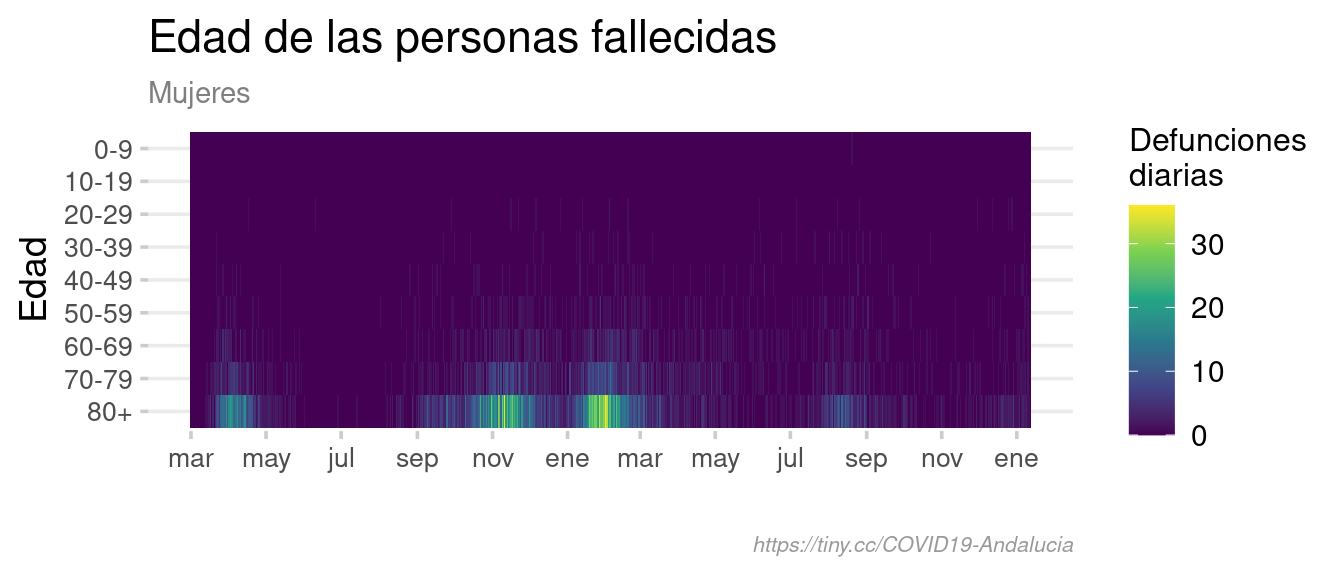 Edad de las personas fallecidas
Mujeres
Edad
0-9
10-19
20-29
30-39
40-49
50-59
60-69
70-79
80+
mar may jul sep nov ene mar may jul sep nov ene
Defunciones
diarias
30
20
10
0
https://tiny.cc/COVID19-Andalucia